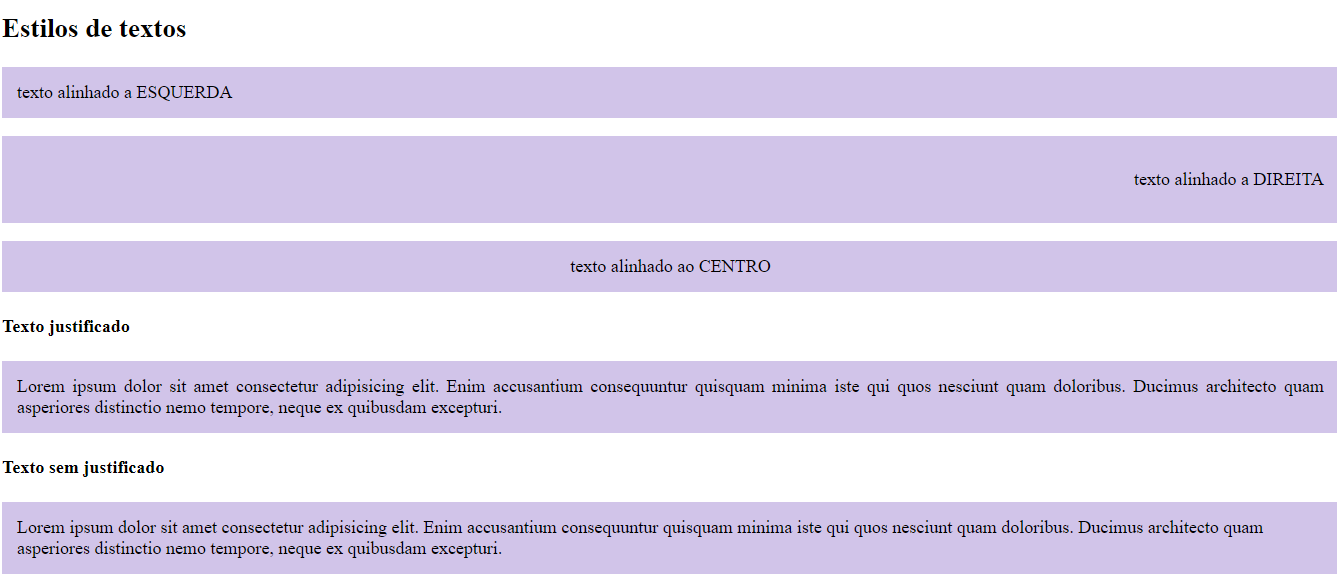 Estilos de textos
texto alinhado a ESQUERDA
texto alinhado a DIREITA
texto alinhado ao CENTRO
Texto justificado
Lorem ipsum dolor sit amet consectetur adipisicing elit. Enim accusantium consequuntur quisquam minima iste qui quos nesciunt quam doloribus. Ducimus architecto quam
asperiores distinctio nemo tempore, neque ex quibusdam excepturi.
Texto sem justificado
Lorem ipsum dolor sit amet consectetur adipisicing elit. Enim accusantium consequuntur quisquam minima iste qui quos nesciunt quam doloribus. Ducimus architecto quam
asperiores distinctio nemo tempore, neque ex quibusdam excepturi.